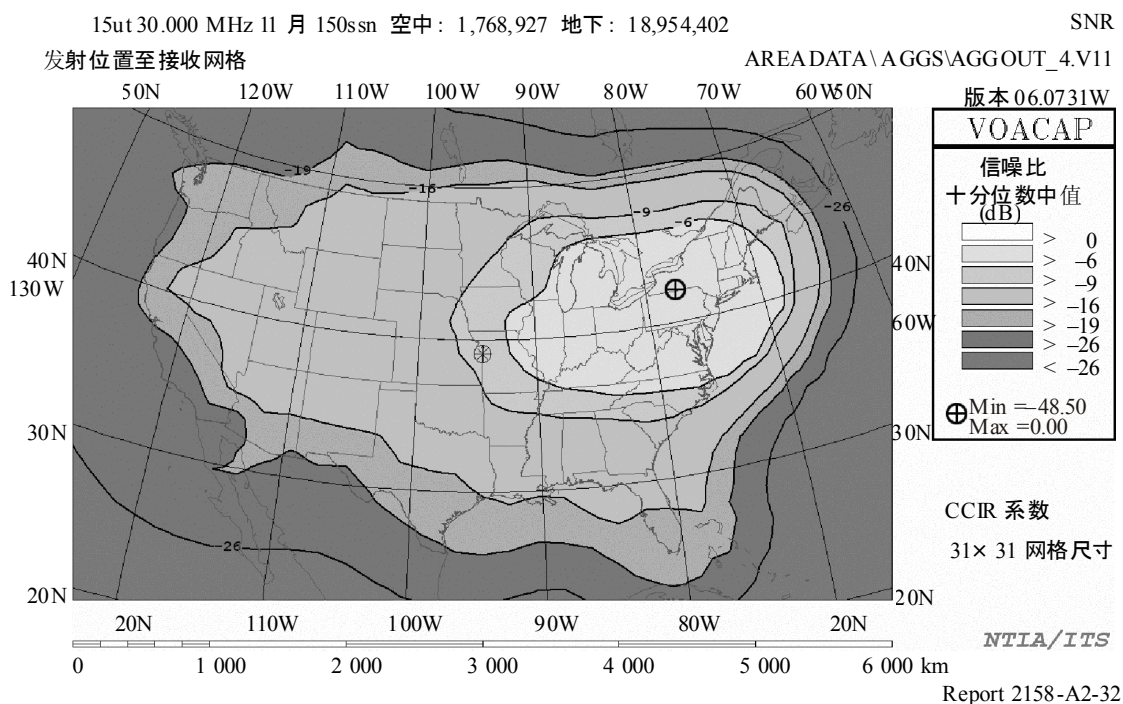 15ut 30.000 MHz 11 月 150ssn 空中: 1,768,927 地下: 18,954,402 SNR
发射位置至接收网格 AREADATA\AGGS\AGGOUT_4.V11
50N 120W 110W 100W 90W 80W 70W 60W 50N
版本 06.0731W
VOACAP
信噪比
十分位数中值
(dB)
> 0
> –6
> –9
> –16
> –19
> –26
< –26
Min =–48.50
Max =0.00
CCIR 系数
31× 31 网格尺寸
-19
-16
-9
-6
-26
-26
40N
130W
30N
20N
40N
60W
30N
20N
20N 110W 100W 90W 80W 20N
NTIA/ITS
0 1 000 2 000 3 000 4 000 5 000 6 000 km
Report 2158-A2-32